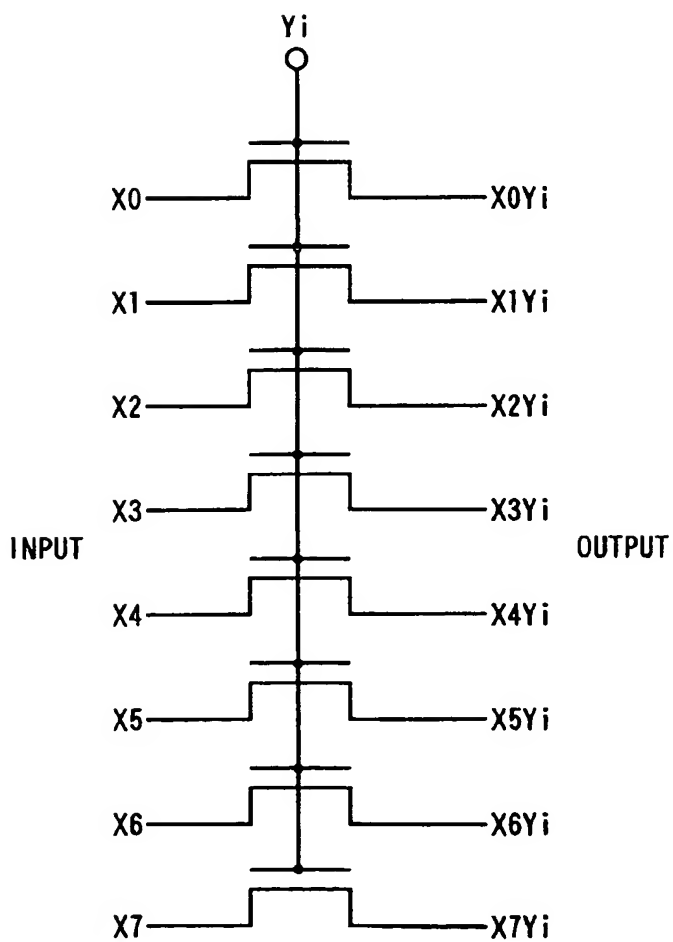 Yi
X0 X0Yi
X1 X1Yi
X2 X2Yi
X3 X3Yi
INPUT OUTPUT
X4 X4Yi
X5 X5Yi
X6 X6Yi
X7 X7Yi